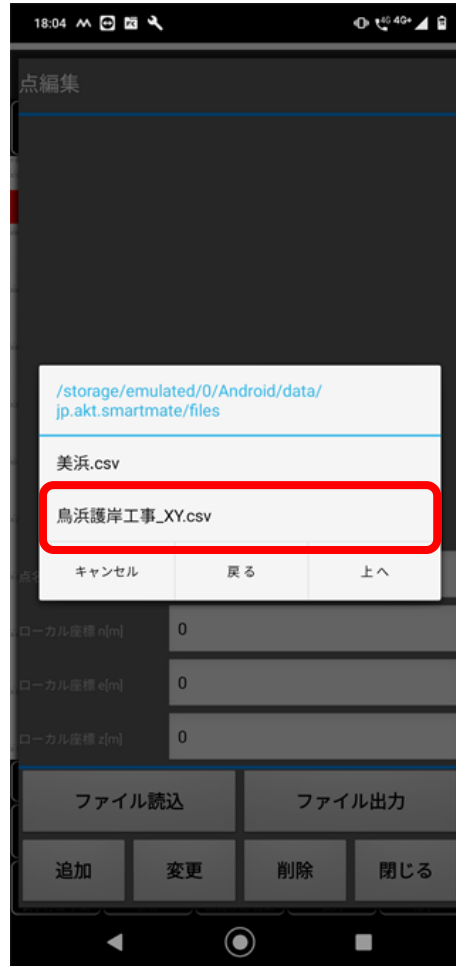 18:04
4G 4G+
点編集
/storage/emulated/0/Android/data/
jp.akt.smartmate/files
美浜.csv
鳥浜護岸工事_XY.csv
キャンセル 戻る 上へ
点名
ローカル座標 n[m] 0
ローカル座標 e[m] 0
ローカル座標 z[m] 0
ファイル読込 ファイル出力
追加 変更 削除 閉じる